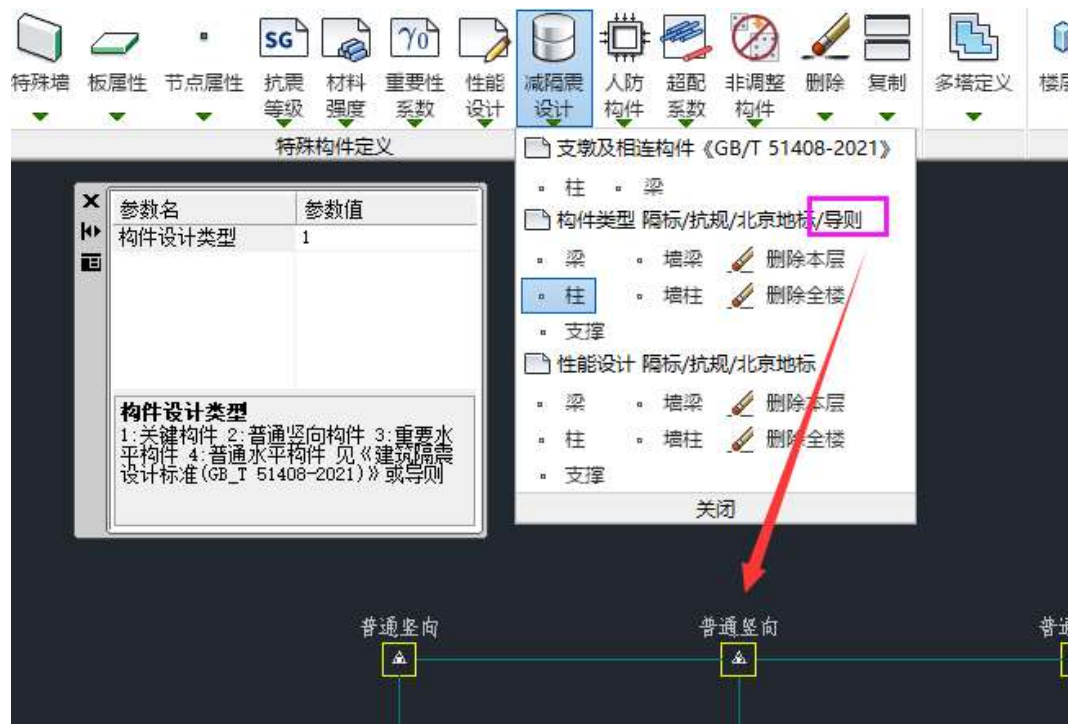 特殊墙 板属性 节点属性 抗震等级 材料强度 重要性系数 性能设计 减隔震设计 人防构件 超配系数 非调整构件 删除 复制 多塔定义
SG γ0
特殊构件定义
支墩及相连构件《GB/T 51408-2021》
柱 梁
构件类型 隔标/抗规/北京地标/导则
梁 墙梁 删除本层
柱 墙柱 删除全楼
支撑
性能设计 隔标/抗规/北京地标
梁 墙梁 删除本层
柱 墙柱 删除全楼
支撑
关闭
参数名 参数值
构件设计类型 1
构件设计类型
1:关键构件 2:普通竖向构件 3:重要水
平构件 4:普通水平构件 见《建筑隔震
设计标准(GB_T 51408-2021)》或导则
普通竖向 普通竖向